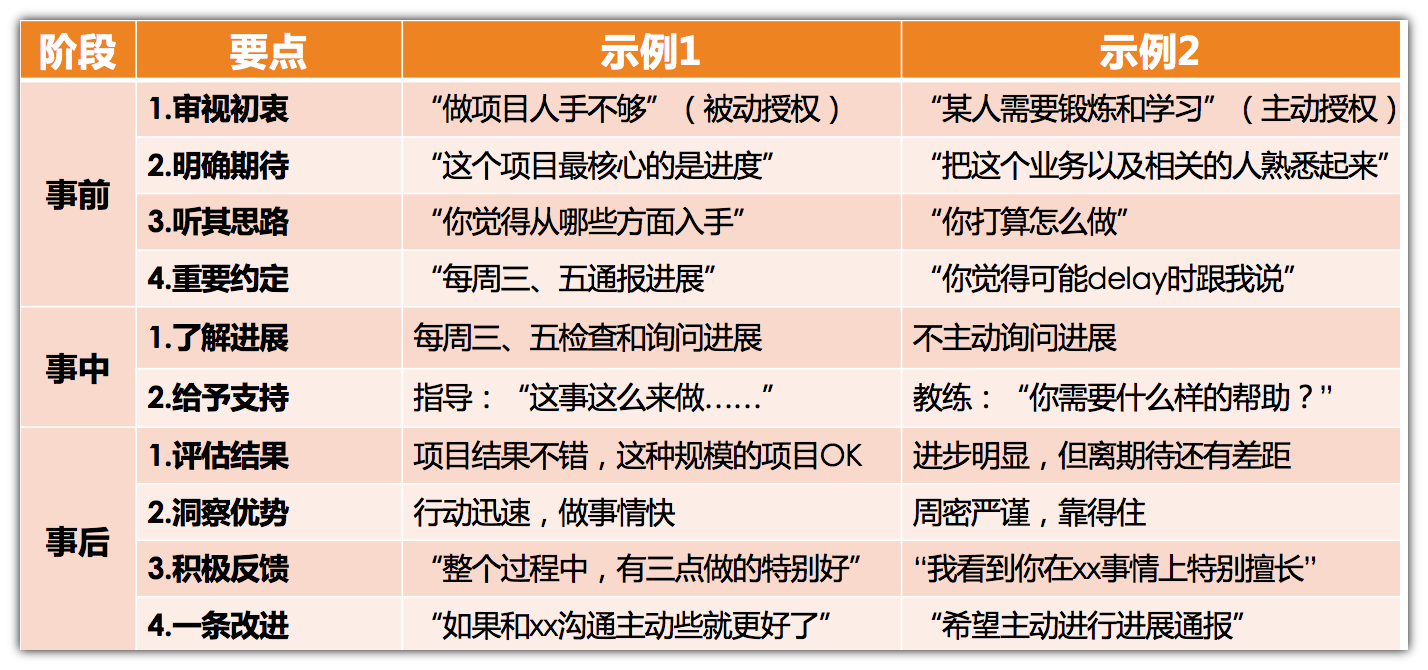 阶段 要点 示例1 示例2
事前
1.审视初衷 “做项目人手不够”（被动授权） “某人需要锻炼和学习”（主动授权）
2.明确期待 “这个项目最核心的是进度” “把这个业务以及相关的人熟悉起来”
3.听其思路 “你觉得从哪些方面入手” “你打算怎么做”
4.重要约定 “每周三、五通报进展” “你觉得可能delay时跟我说”
事中
1.了解进展 每周三、五检查和询问进展 不主动询问进展
2.给予支持 指导：“这事这么来做……” 教练：“你需要什么样的帮助？”
事后
1.评估结果 项目结果不错，这种规模的项目OK 进步明显，但离期待还有差距
2.洞察优势 行动迅速，做事情快 周密严谨，靠得住
3.积极反馈 “整个过程中，有三点做的特别好” “我看到你在xx事情上特别擅长”
4.一条改进 “如果和xx沟通主动些就更好了” “希望主动进行进展通报”